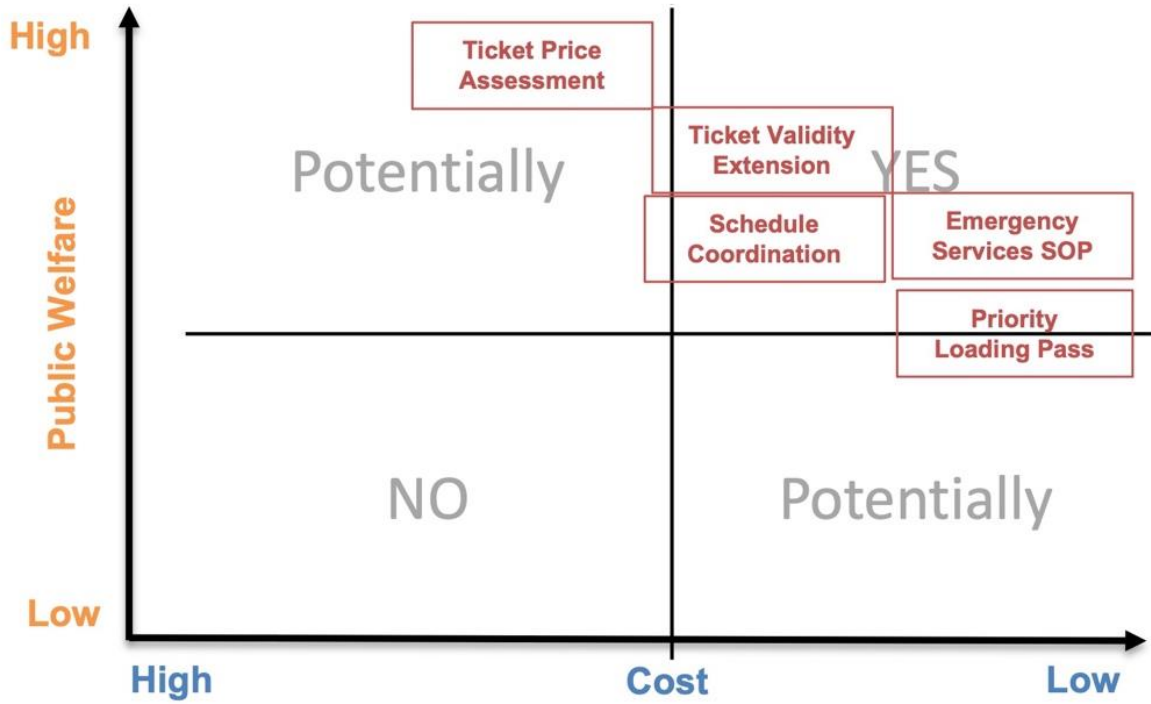 High
Ticket Price
Assessment
Ticket Validity
Extension
Potentially
YES
Schedule
Coordination
Emergency
Services SOP
Public Welfare
Priority
Loading Pass
NO
Potentially
Low
High
Cost
Low